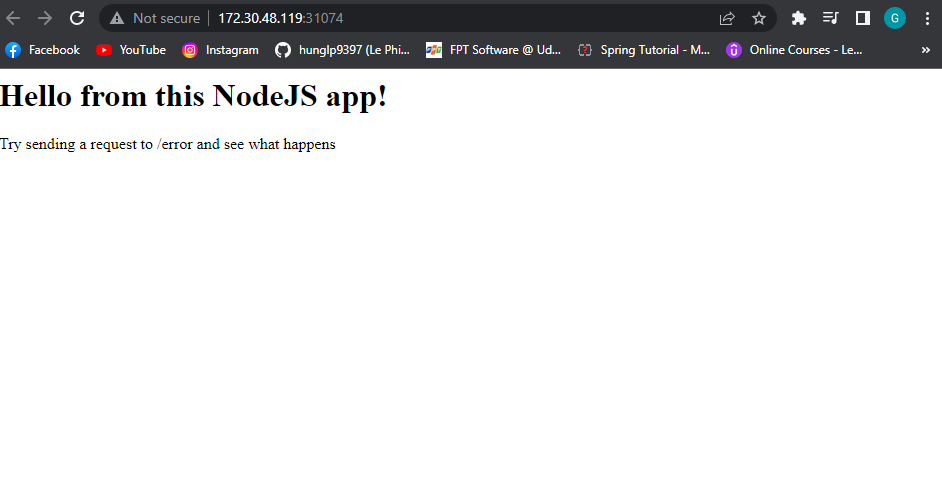 Not secure 172.30.48.119:31074
G
Facebook YouTube Instagram hunglp9397 (Le Phi... FPT Software @ Ud... Spring Tutorial - M... Online Courses - Le... »
Hello from this NodeJS app!
Try sending a request to /error and see what happens